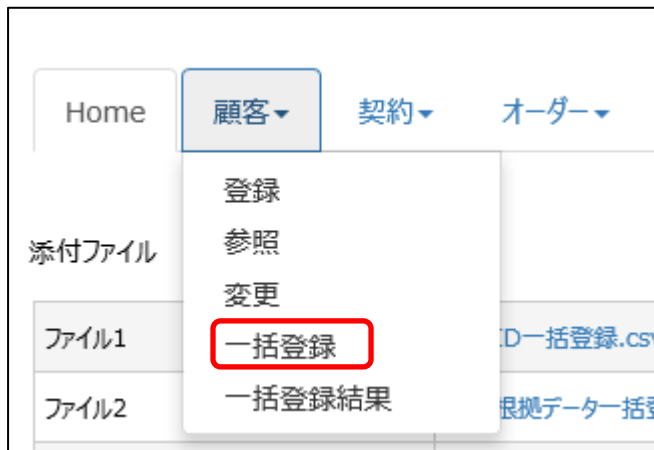 Home 顧客 契約 オーダー
登録
参照
添付ファイル
変更
ファイル1 一括登録 D一括登録.csv
一括登録結果
ファイル2 根拠データ一括登